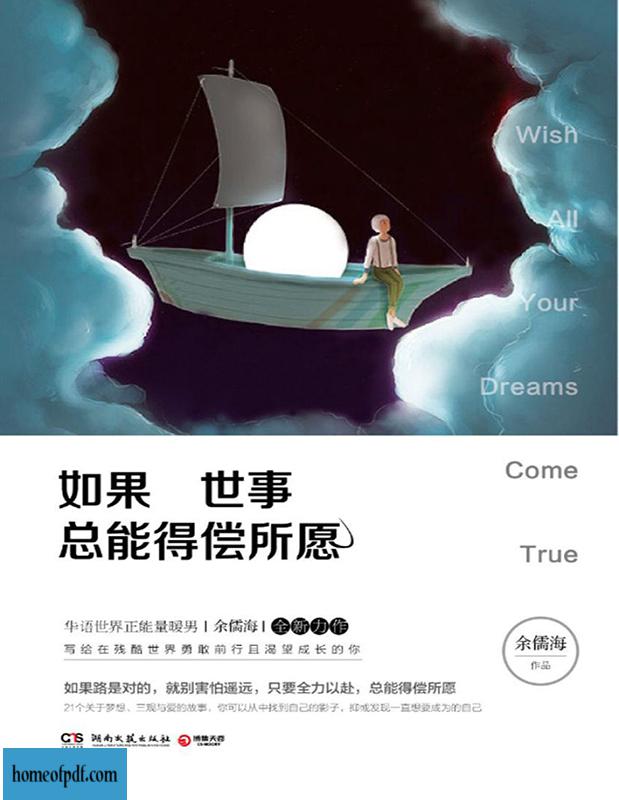 Wish
All
Your
Dreams
Come
True
如果 世事
总能得偿所愿
华语世界正能量暖男 | 余儒海 | 全新力作
写给在残酷世界勇敢前行且渴望成长的你
余儒海
作品
如果路是对的，就别害怕遥远，只要全力以赴，总能得偿所愿
21个关于梦想、三观与爱的故事，你可以从中找到自己的影子，抑或发现一直想要成为的自己
湖南文艺出版社
博集天卷
CS-BOOKY
homeofpdf.com